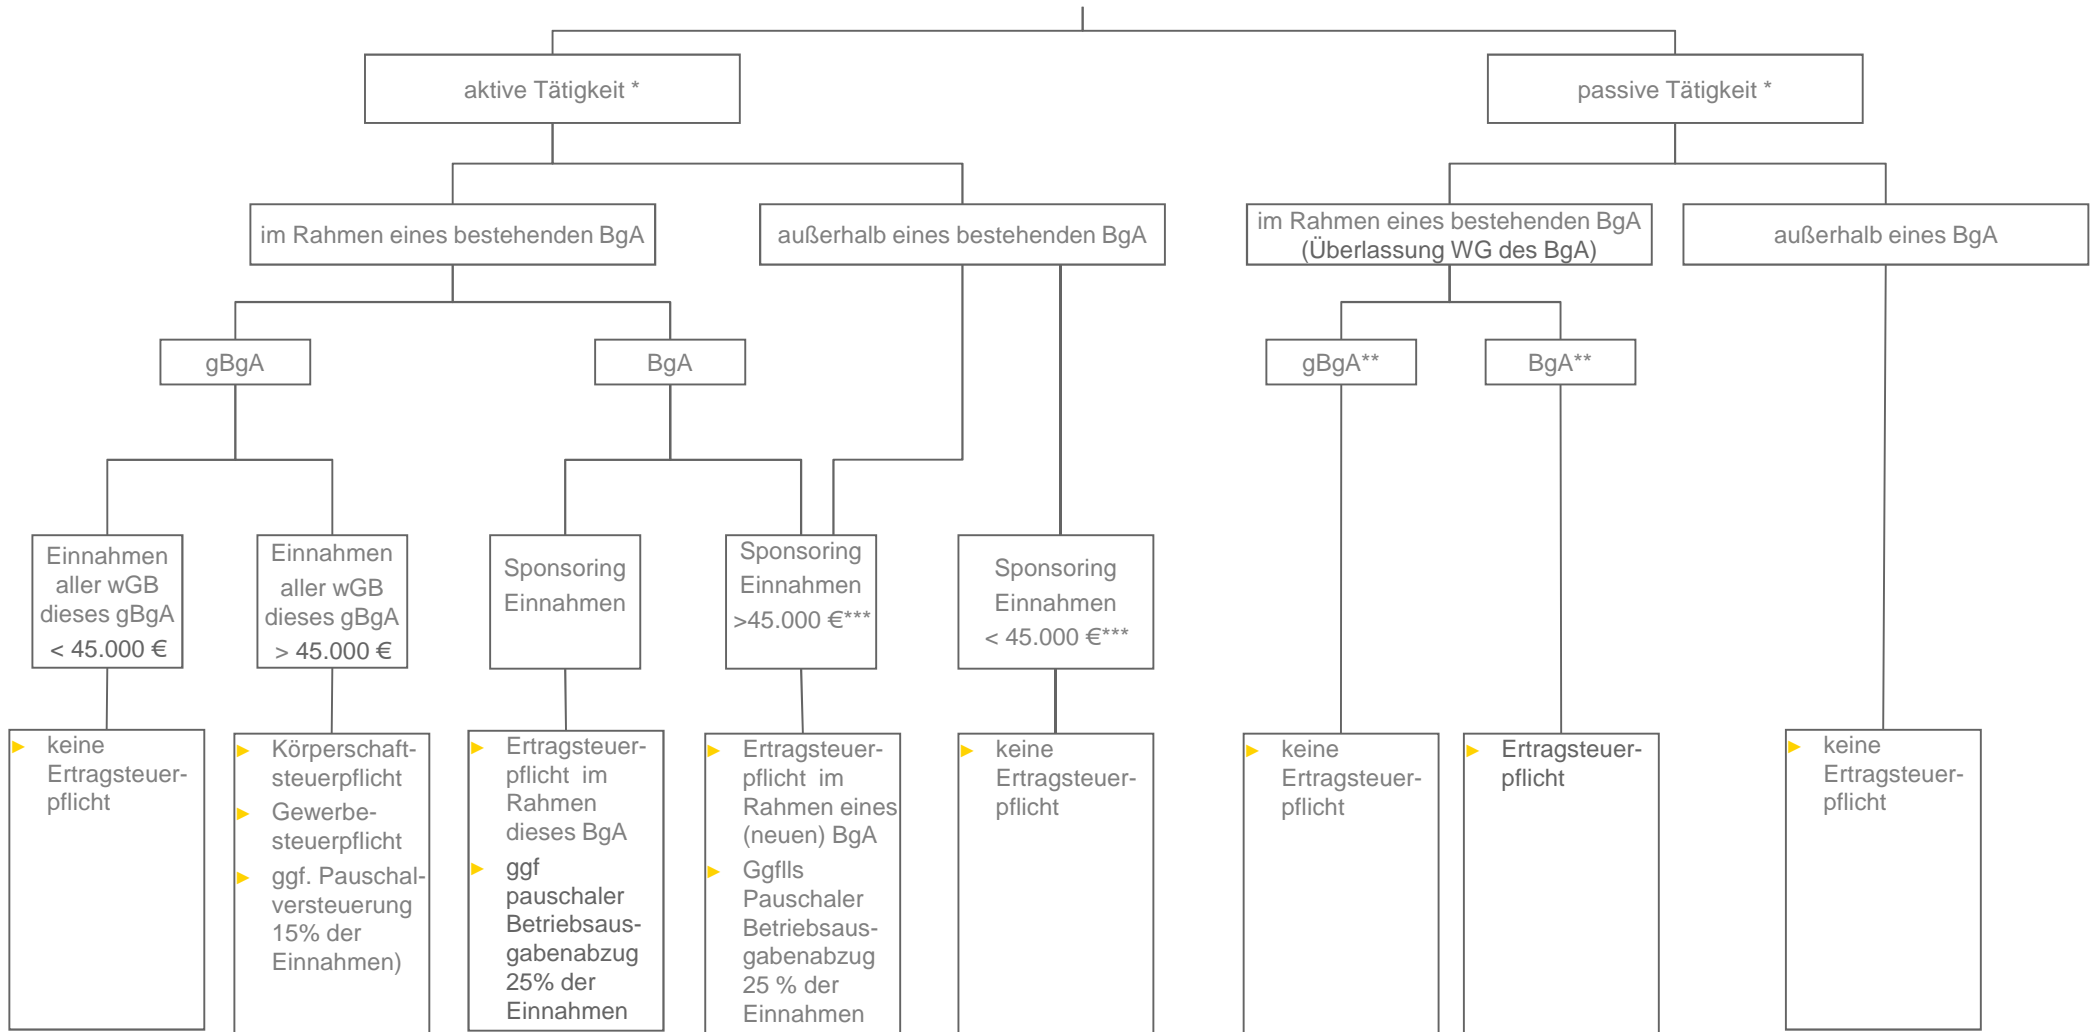 aktive Tätigkeit *
passive Tätigkeit *
im Rahmen eines bestehenden BgA
außerhalb eines bestehenden BgA
im Rahmen eines bestehenden BgA
(Überlassung WG des BgA)
außerhalb eines BgA
gBgA
BgA
gBgA**
BgA**
Einnahmen
aller wGB
dieses gBgA
< 45.000 €
Einnahmen
aller wGB
dieses gBgA
> 45.000 €
Sponsoring
Einnahmen
Sponsoring
Einnahmen
>45.000 €***
Sponsoring
Einnahmen
< 45.000 €***
► keine
Ertragsteuer-
pflicht
► Körperschaft-
steuerpflicht
► Gewerbe-
steuerpflicht
► ggf. Pauschal-
versteuerung
15% der
Einnahmen)
► Ertragsteuer-
pflicht im
Rahmen
dieses BgA
► ggf
pauschaler
Betriebsaus-
gabenabzug
25% der
Einnahmen
► Ertragsteuer-
pflicht im
Rahmen eines
(neuen) BgA
► Ggflls
Pauschaler
Betriebsaus-
gabenabzug
25 % der
Einnahmen
► keine
Ertragsteuer-
pflicht
► keine
Ertragsteuer-
pflicht
► Ertragsteuer-
pflicht
► keine
Ertragsteuer-
pflicht